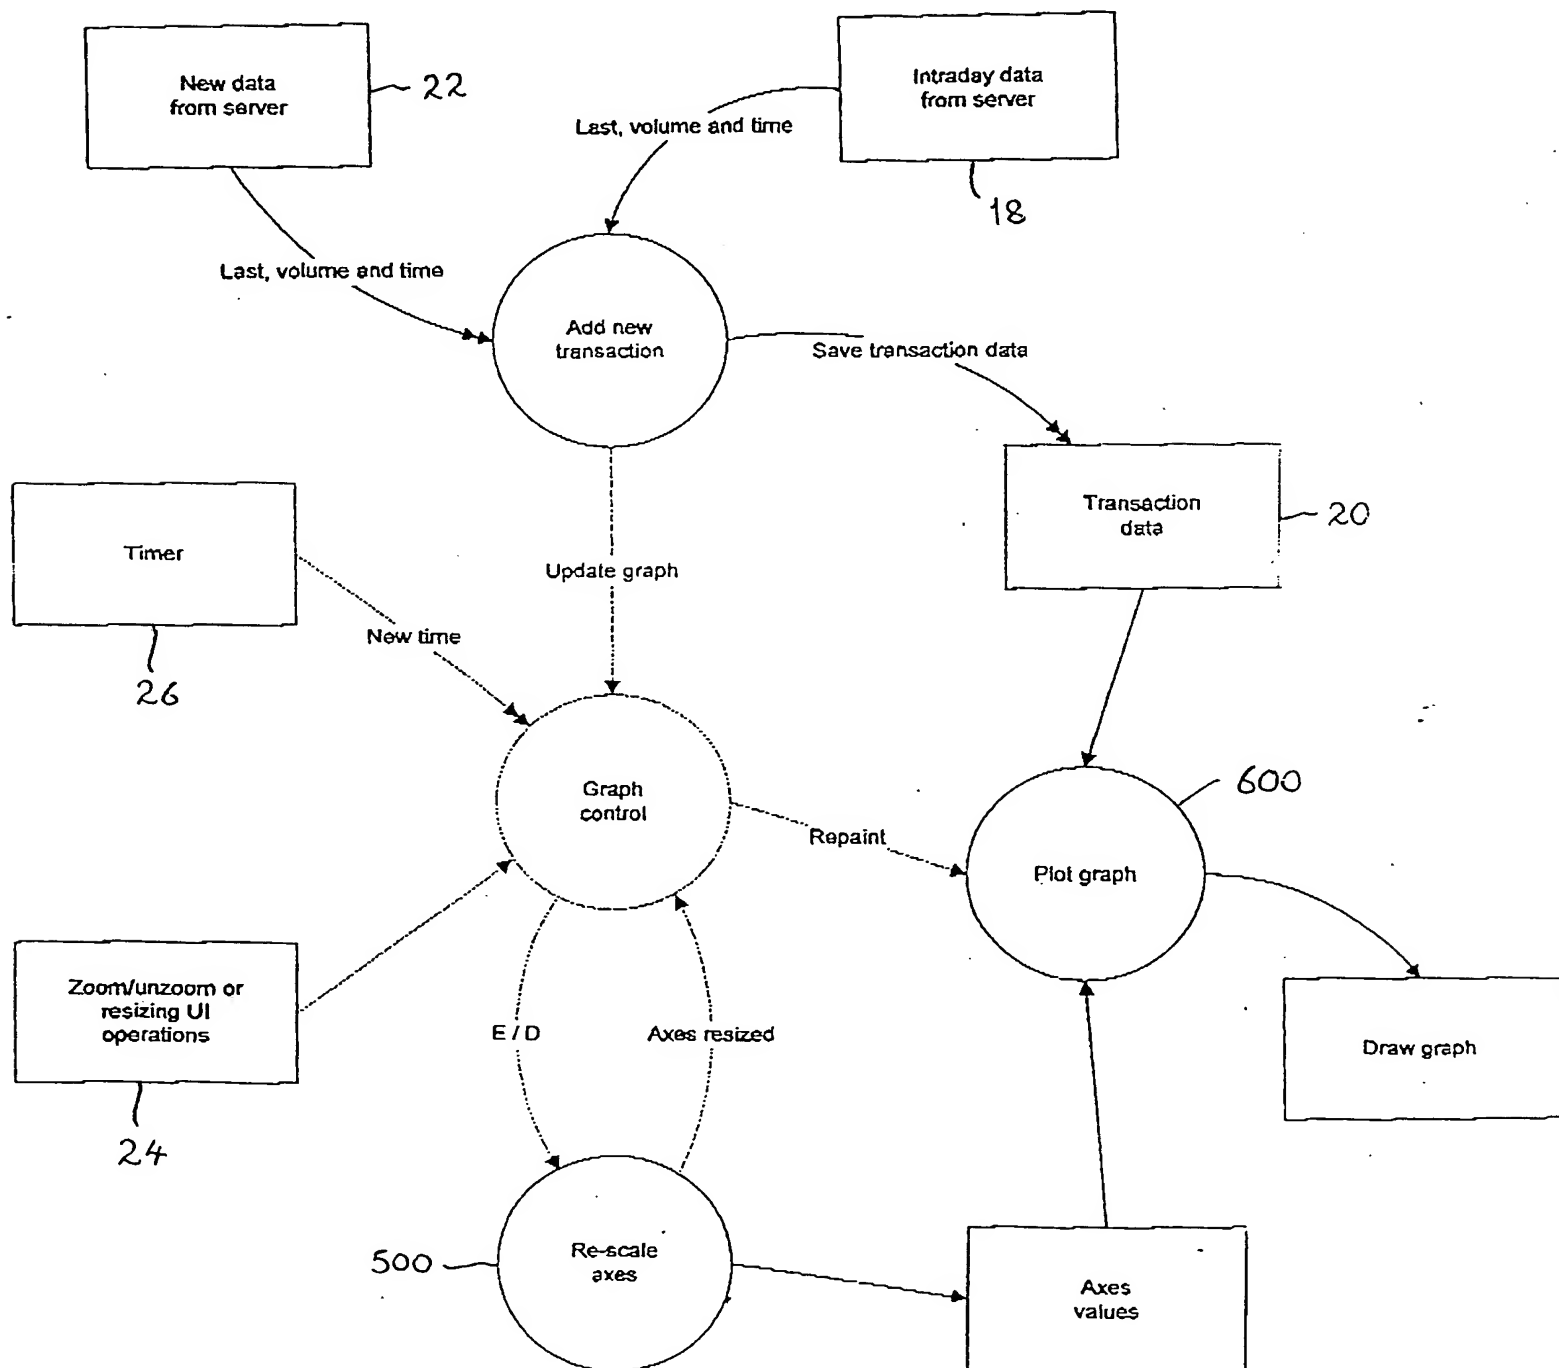 New data
from server
22
Intraday data
from server
18
Last, volume and time
Last, volume and time
Add new
transaction
Save transaction data
Transaction
data
20
Timer
26
Update graph
New time
Graph
control
Repaint
600
Plot graph
Zoom/unzoom or
resizing UI
operations
24
E / D
Axes resized
Draw graph
500
Re-scale
axes
Axes
values